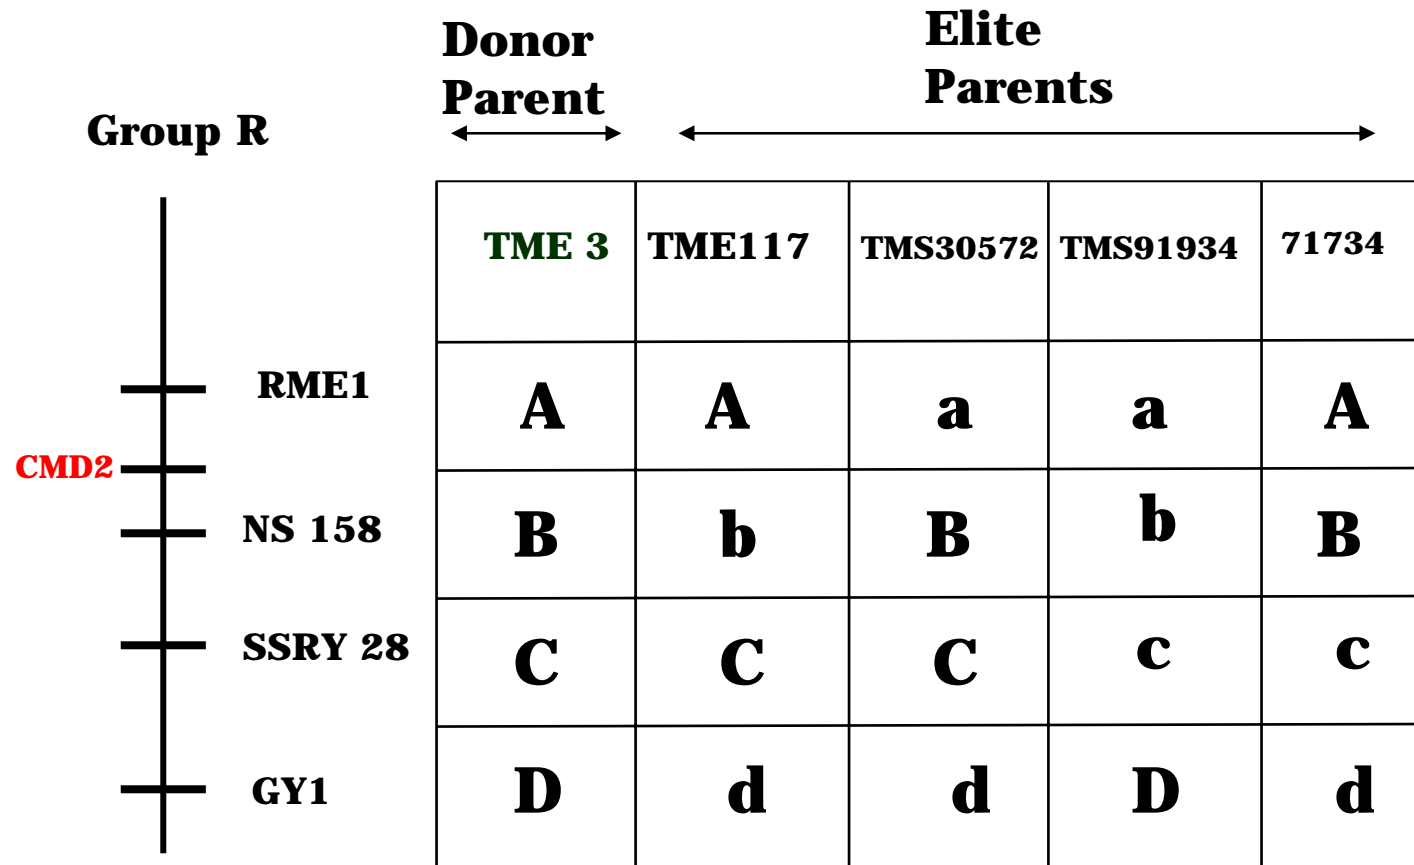 Donor
Parent
Elite
Parents
Group R
TME 3 TME117 TMS30572 TMS91934 71734
RME1 A A a a A
CMD2
NS 158 B b B b B
SSRY 28 C C C c c
GY1 D d d D d